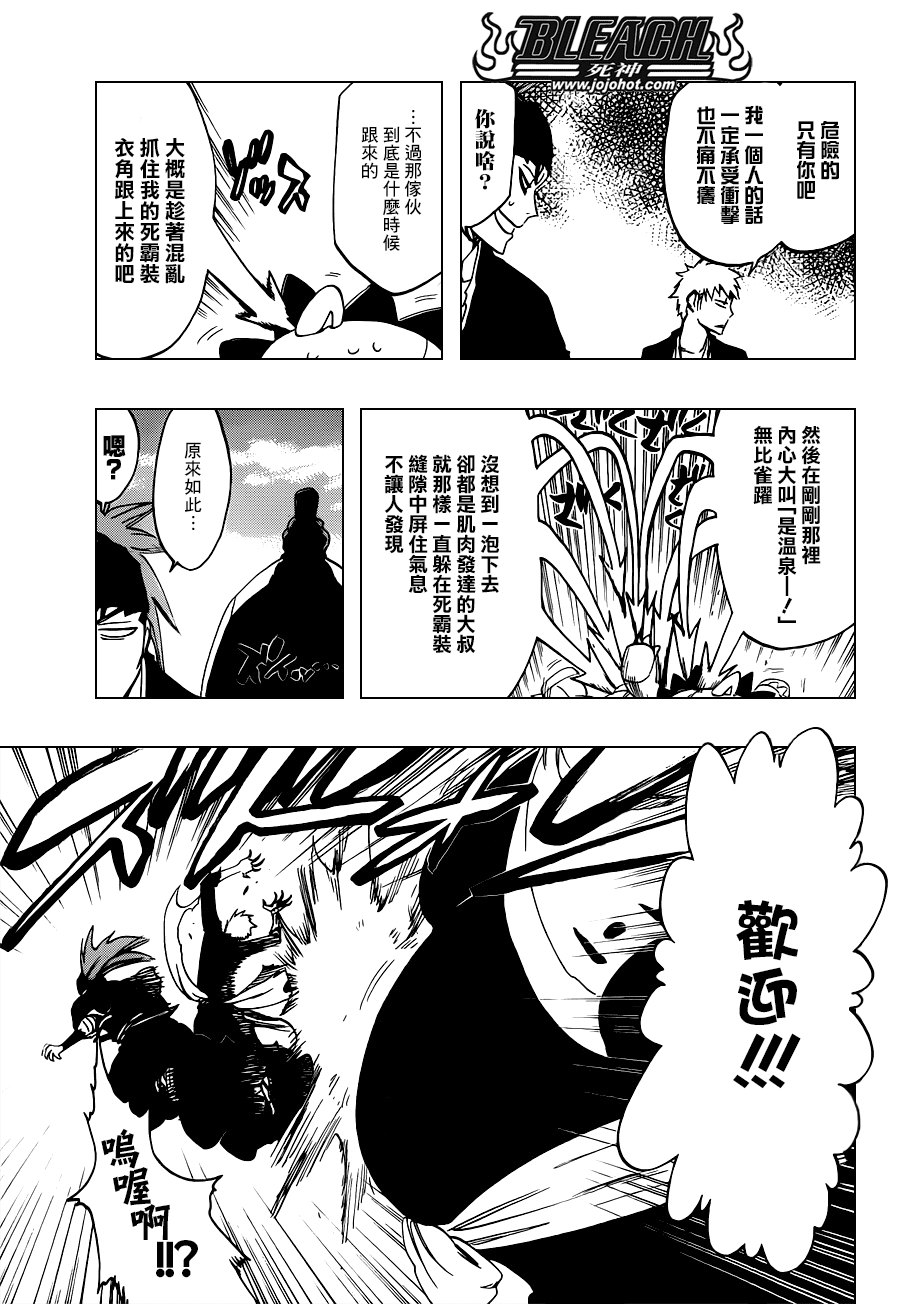 BLEACH
死神
www.jojohot.com
危險的
只有你吧
我一個人的話
一定承受衝擊
也不痛不癢
你說啥？
…不過那傢伙
到底是什麼時候
跟來的
大概是趁著混亂
抓住我的死霸裝
衣角跟上來的吧
然後在剛剛那裡
內心大叫「是溫泉—！」
無比雀躍
沒想到一泡下去
卻都是肌肉發達的大叔
就那樣一直躲在死霸裝
縫隙中屏住氣息
不讓人發現
原來如此…
嗯？
歡迎!!!
嗚喔啊!!?